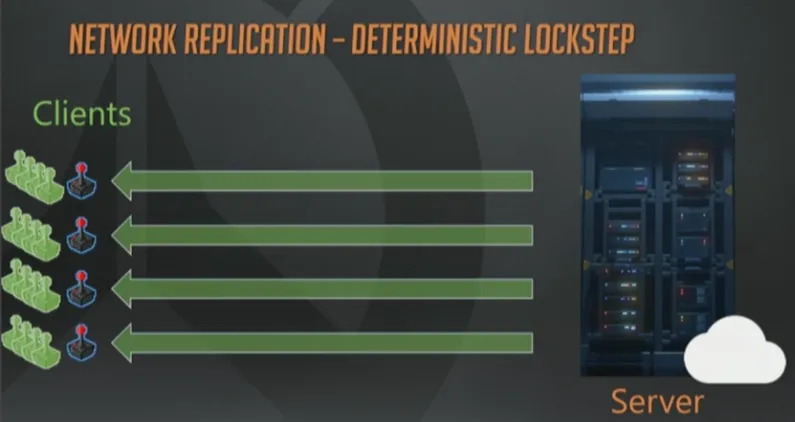 NETWORK REPLICATION – DETERMINISTIC LOCKSTEP
Clients
Server